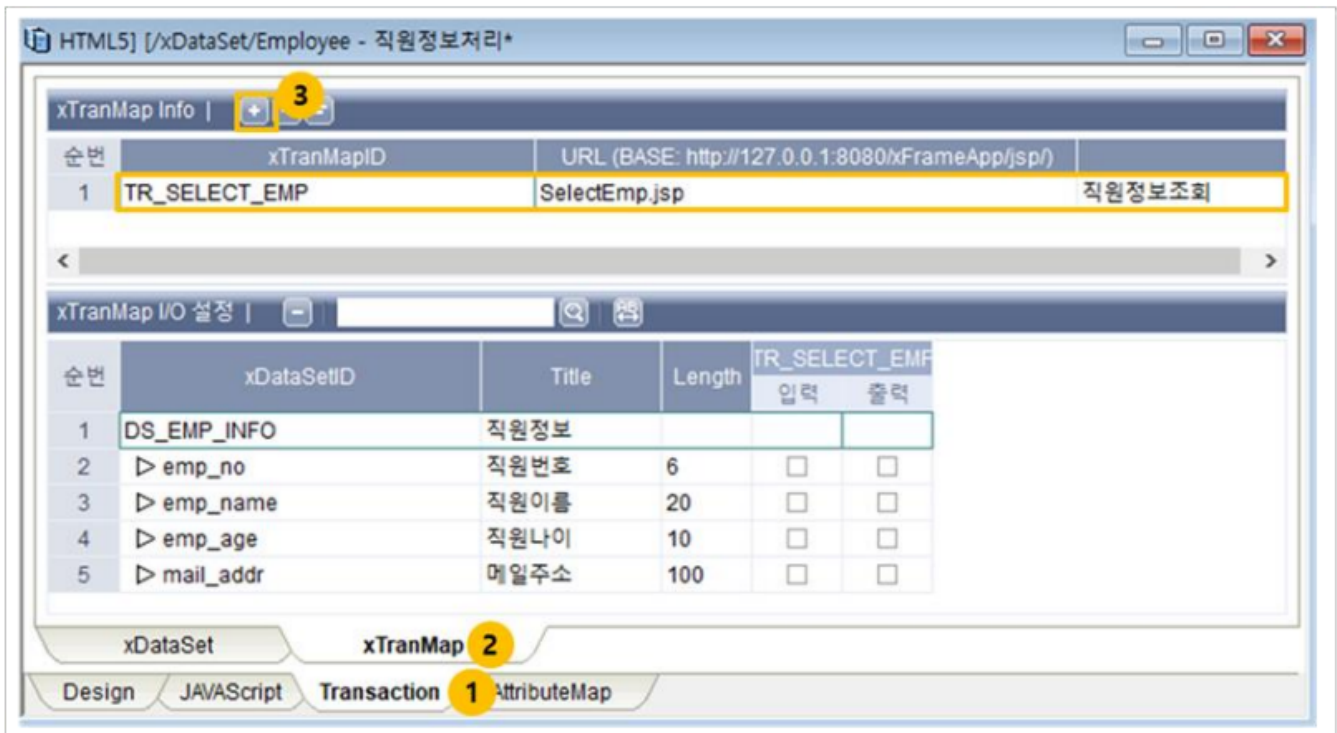 HTML5] [/xDataSet/Employee - 직원정보처리*
xTranMap Info | 3
순번 xTranMapID URL (BASE: http://127.0.0.1:8080/xFrameApp/jsp/)
1 TR_SELECT_EMP SelectEmp.jsp 직원정보조회
xTranMap I/O 설정 |
순번 xDataSetID Title Length TR_SELECT_EMP
입력 출력
1 DS_EMP_INFO 직원정보
2 ▷ emp_no 직원번호 6
3 ▷ emp_name 직원이름 20
4 ▷ emp_age 직원나이 10
5 ▷ mail_addr 메일주소 100
xDataSet xTranMap 2
Design JAVAScript Transaction 1 AttributeMap